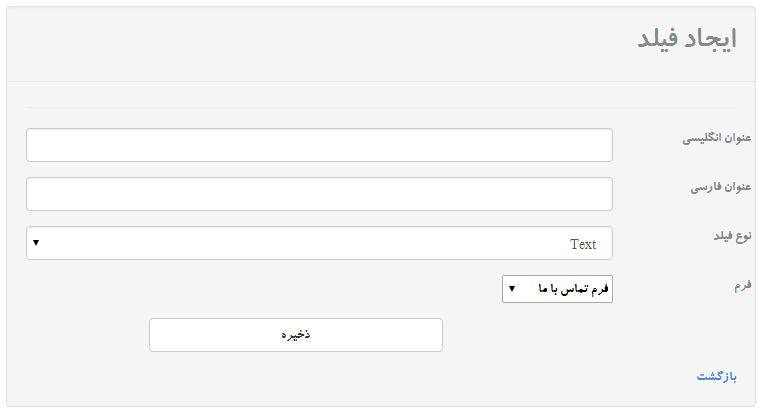 ایجاد فیلد
عنوان انگلیسی
عنوان فارسی
نوع فیلد
Text
فرم
فرم تماس با ما
ذخیره
بازگشت